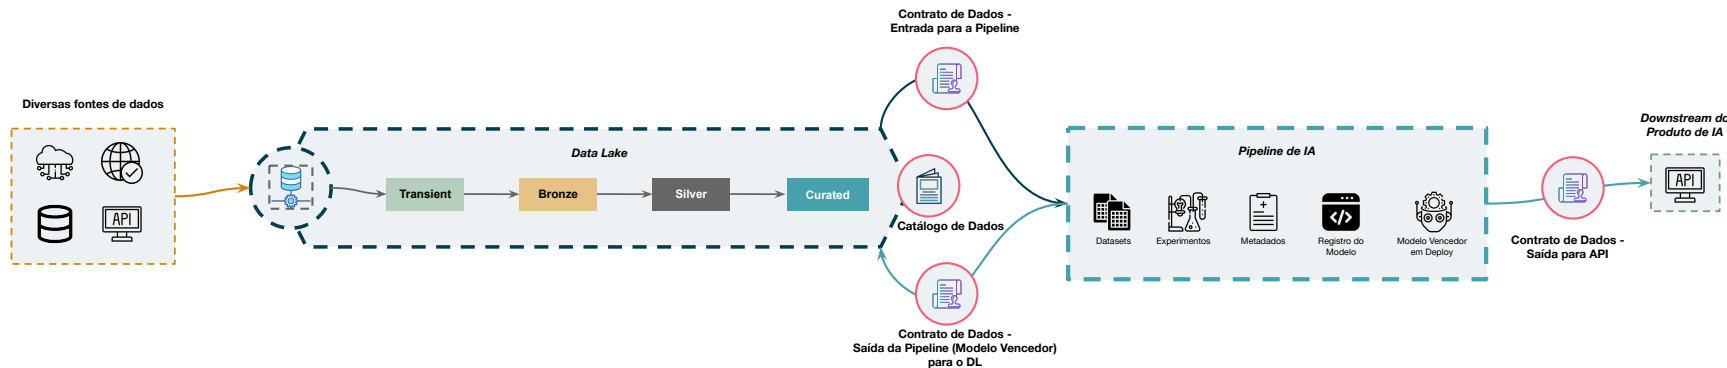 Contrato de Dados -
Entrada para a Pipeline
Diversas fontes de dados
API
Data Lake
Transient
Bronze
Silver
Curated
Catálogo de Dados
Contrato de Dados -
Saída da Pipeline (Modelo Vencedor)
para o DL
Pipeline de IA
Datasets
Experimentos
Metadados
Registro do
Modelo
Modelo Vencedor
em Deploy
Contrato de Dados -
Saída para API
Downstream do
Produto de IA
API